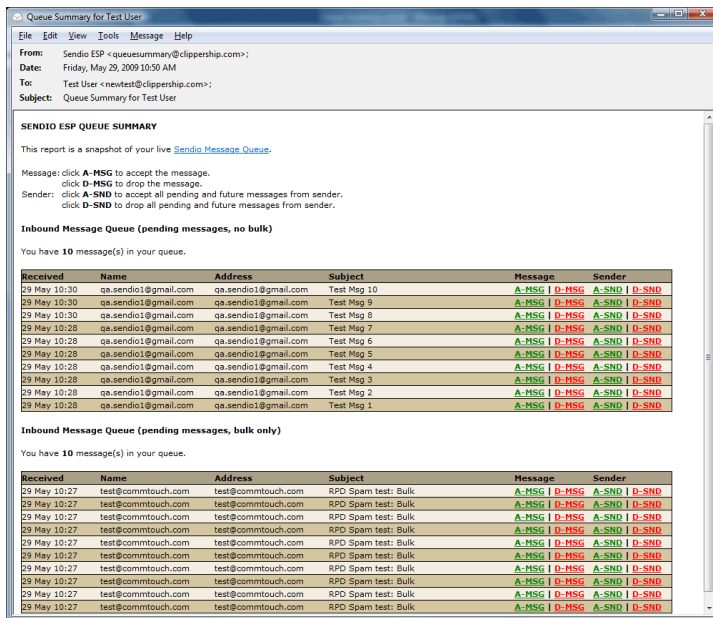 Queue Summary for Test User
File Edit View Tools Message Help
From: Sendio ESP <queuesummary@clippership.com>;
Date: Friday, May 29, 2009 10:50 AM
To: Test User <newtest@clippership.com>;
Subject: Queue Summary for Test User
SENDIO ESP QUEUE SUMMARY
This report is a snapshot of your live Sendio Message Queue.
Message: click A-MSG to accept the message.
click D-MSG to drop the message.
Sender: click A-SND to accept all pending and future messages from sender.
click D-SND to drop all pending and future messages from sender.
Inbound Message Queue (pending messages, no bulk)
You have 10 message(s) in your queue.
Received Name Address Subject Message Sender
29 May 10:30 qa.sendio1@gmail.com qa.sendio1@gmail.com Test Msg 10 A-MSG | D-MSG A-SND | D-SND
29 May 10:30 qa.sendio1@gmail.com qa.sendio1@gmail.com Test Msg 9 A-MSG | D-MSG A-SND | D-SND
29 May 10:30 qa.sendio1@gmail.com qa.sendio1@gmail.com Test Msg 8 A-MSG | D-MSG A-SND | D-SND
29 May 10:28 qa.sendio1@gmail.com qa.sendio1@gmail.com Test Msg 7 A-MSG | D-MSG A-SND | D-SND
29 May 10:28 qa.sendio1@gmail.com qa.sendio1@gmail.com Test Msg 6 A-MSG | D-MSG A-SND | D-SND
29 May 10:28 qa.sendio1@gmail.com qa.sendio1@gmail.com Test Msg 5 A-MSG | D-MSG A-SND | D-SND
29 May 10:28 qa.sendio1@gmail.com qa.sendio1@gmail.com Test Msg 4 A-MSG | D-MSG A-SND | D-SND
29 May 10:28 qa.sendio1@gmail.com qa.sendio1@gmail.com Test Msg 3 A-MSG | D-MSG A-SND | D-SND
29 May 10:28 qa.sendio1@gmail.com qa.sendio1@gmail.com Test Msg 2 A-MSG | D-MSG A-SND | D-SND
29 May 10:28 qa.sendio1@gmail.com qa.sendio1@gmail.com Test Msg 1 A-MSG | D-MSG A-SND | D-SND
Inbound Message Queue (pending messages, bulk only)
You have 10 message(s) in your queue.
Received Name Address Subject Message Sender
29 May 10:27 test@commtouch.com test@commtouch.com RPD Spam test: Bulk A-MSG | D-MSG A-SND | D-SND
29 May 10:27 test@commtouch.com test@commtouch.com RPD Spam test: Bulk A-MSG | D-MSG A-SND | D-SND
29 May 10:27 test@commtouch.com test@commtouch.com RPD Spam test: Bulk A-MSG | D-MSG A-SND | D-SND
29 May 10:27 test@commtouch.com test@commtouch.com RPD Spam test: Bulk A-MSG | D-MSG A-SND | D-SND
29 May 10:27 test@commtouch.com test@commtouch.com RPD Spam test: Bulk A-MSG | D-MSG A-SND | D-SND
29 May 10:27 test@commtouch.com test@commtouch.com RPD Spam test: Bulk A-MSG | D-MSG A-SND | D-SND
29 May 10:27 test@commtouch.com test@commtouch.com RPD Spam test: Bulk A-MSG | D-MSG A-SND | D-SND
29 May 10:27 test@commtouch.com test@commtouch.com RPD Spam test: Bulk A-MSG | D-MSG A-SND | D-SND
29 May 10:27 test@commtouch.com test@commtouch.com RPD Spam test: Bulk A-MSG | D-MSG A-SND | D-SND
29 May 10:27 test@commtouch.com test@commtouch.com RPD Spam test: Bulk A-MSG | D-MSG A-SND | D-SND